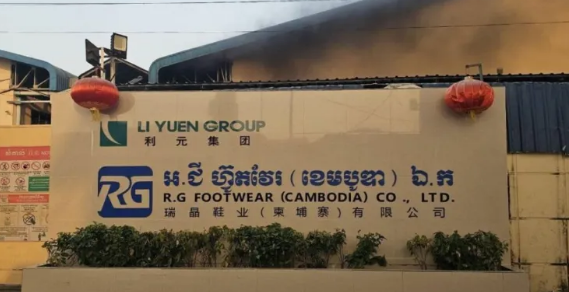 LI YUEN GROUP
利元集团
RG
អ.ជី ហ្វ៊ូតវែរ (ខេមបូឌា) ឯ.ក
R.G FOOTWEAR (CAMBODIA) CO ., LTD.
瑞晶鞋业(柬埔寨)有限公司